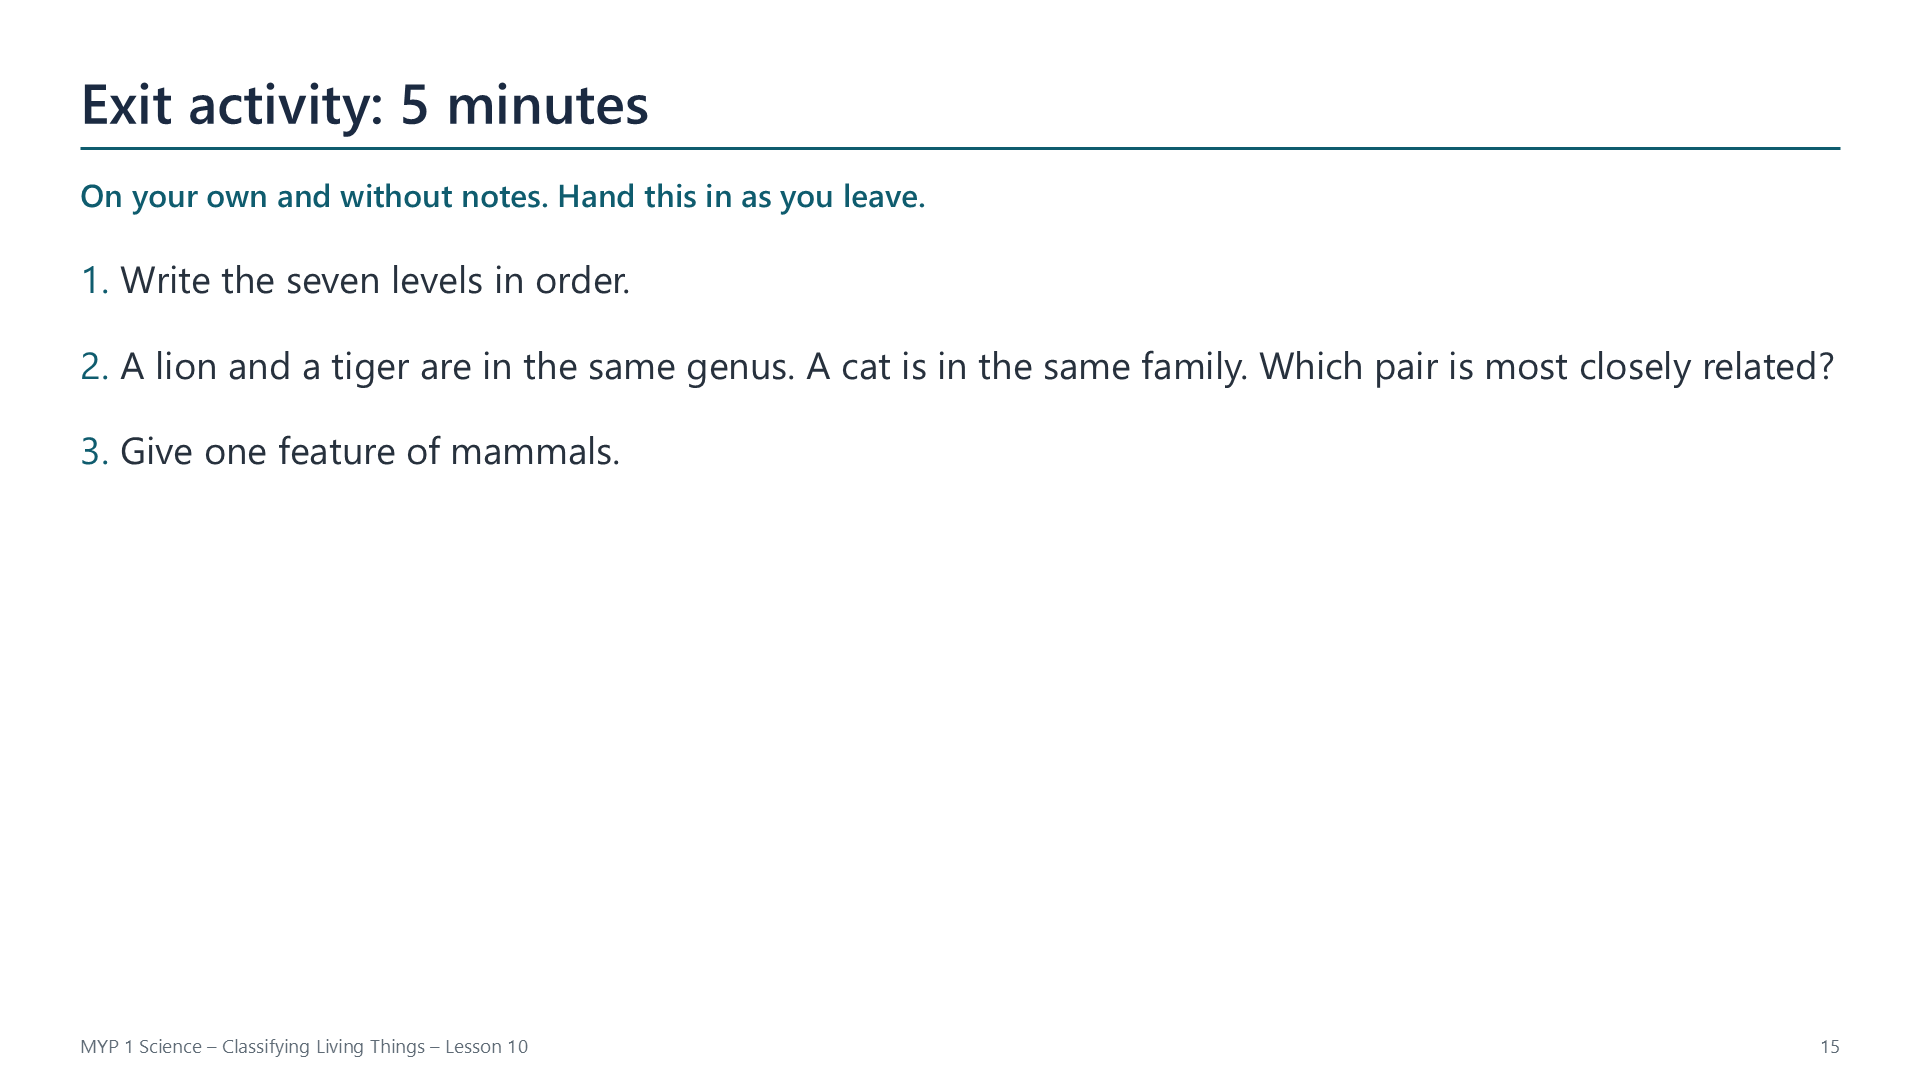 Exit activity: 5 minutes
On your own and without notes. Hand this in as you leave.
1. Write the seven levels in order.
2. A lion and a tiger are in the same genus. A cat is in the same family. Which pair is most closely related?
3. Give one feature of mammals.
MYP 1 Science – Classifying Living Things – Lesson 10
15